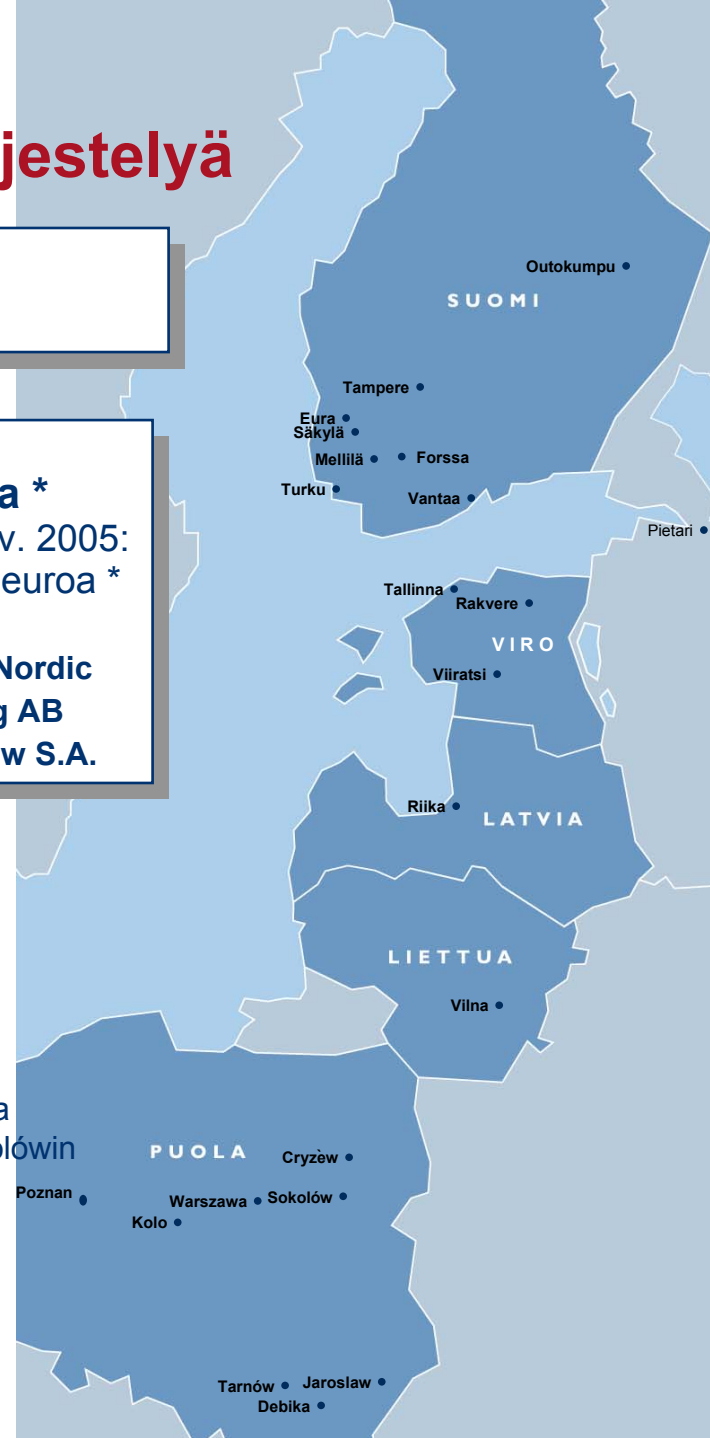 jestelyä
a *
v. 2005:
euroa *
Nordic
g AB
w S.A.
Outokumpu
SUOMI
Tampere
Eura
Säkylä
Mellilä
Forssa
Turku
Vantaa
Pietari
Tallinna
Rakvere
VIRO
Viiratsi
Riika
LATVIA
LIETTUA
Vilna
a
olówin
PUOLA
Cryzèw
Poznan
Warszawa
Sokolów
Kolo
Tarnów
Jaroslaw
Debika